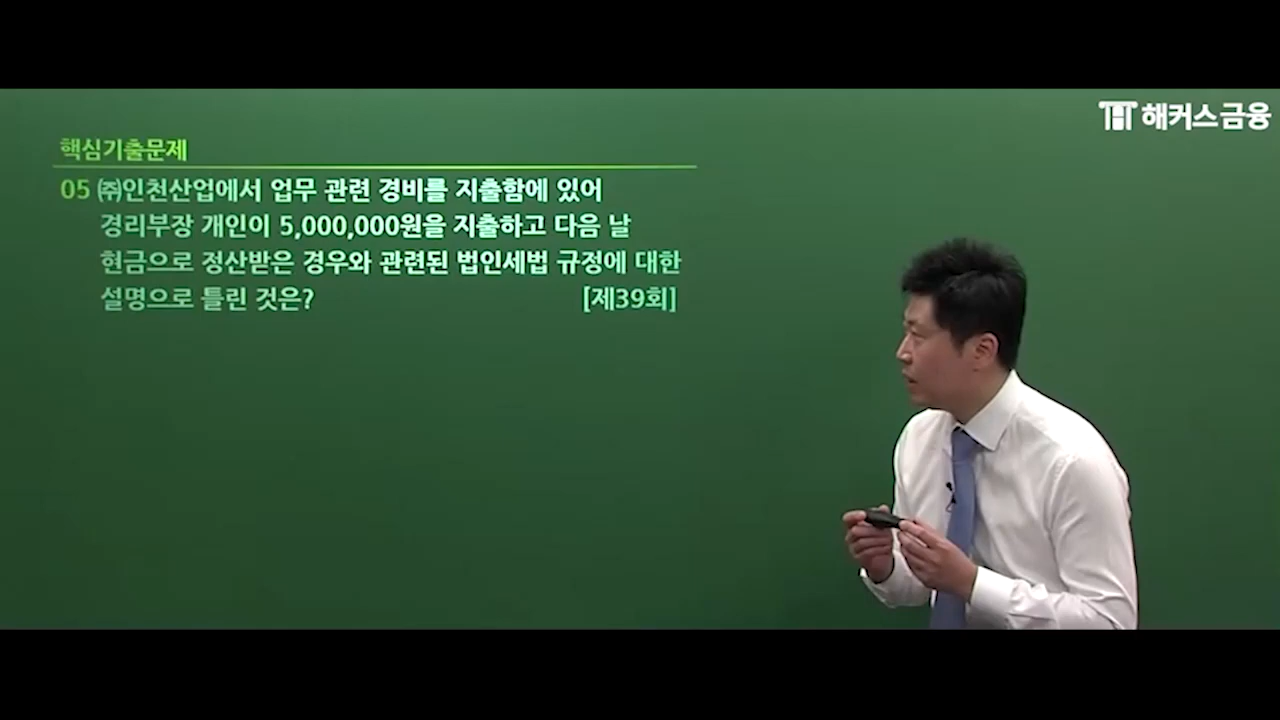 해커스금융
핵심기출문제
05 ㈜인천산업에서 업무 관련 경비를 지출함에 있어
경리부장 개인이 5,000,000원을 지출하고 다음 날
현금으로 정산받은 경우와 관련된 법인세법 규정에 대한
설명으로 틀린 것은? [제39회]